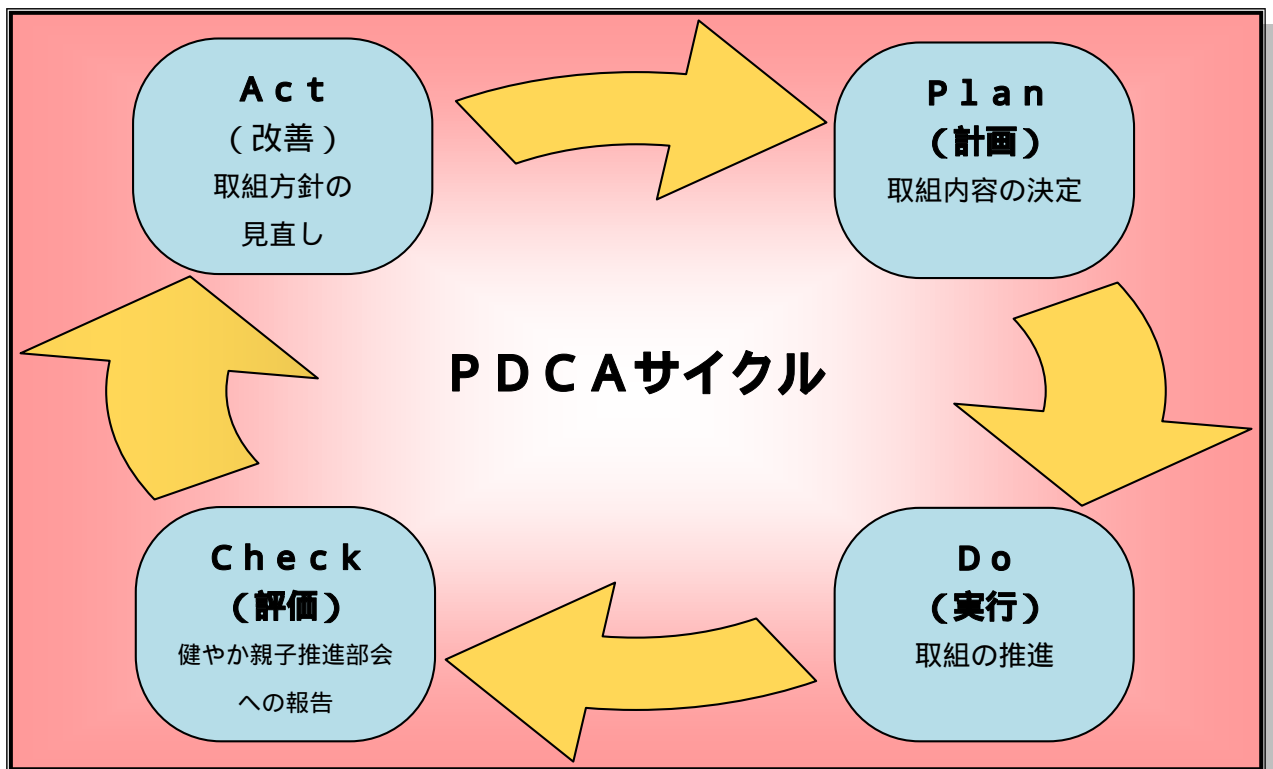 Ａｃｔ
（改善）
取組方針の
見直し
Ｐｌａｎ
（計画）
取組内容の決定
ＰＤＣＡサイクル
Ｃｈｅｃｋ
（評価）
健やか親子推進部会
への報告
Ｄｏ
（実行）
取組の推進